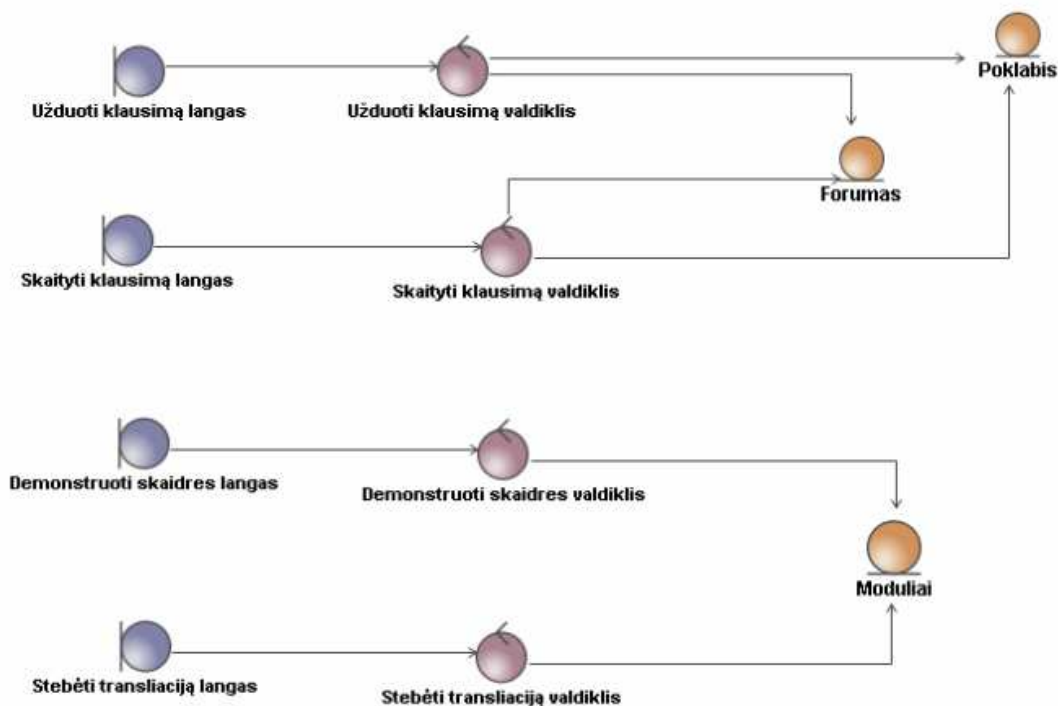 Poklabis
Užduoti klausimą langas
Užduoti klausimą valdiklis
Forumas
Skaityti klausimą langas
Skaityti klausimą valdiklis
Demonstruoti skaidres langas
Demonstruoti skaidres valdiklis
Moduliai
Stebėti transliaciją langas
Stebėti transliaciją valdiklis